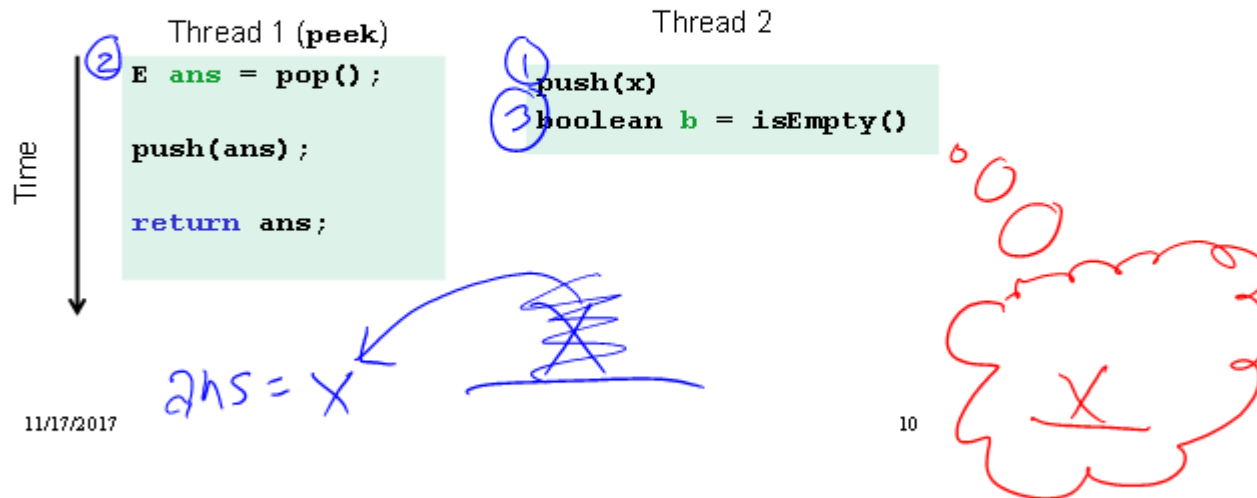 Thread 1 (peek)
Thread 2
Time
② E ans = pop();
push(ans);
return ans;
① push(x)
③ boolean b = isEmpty()
ans = X
X
X
11/17/2017
10